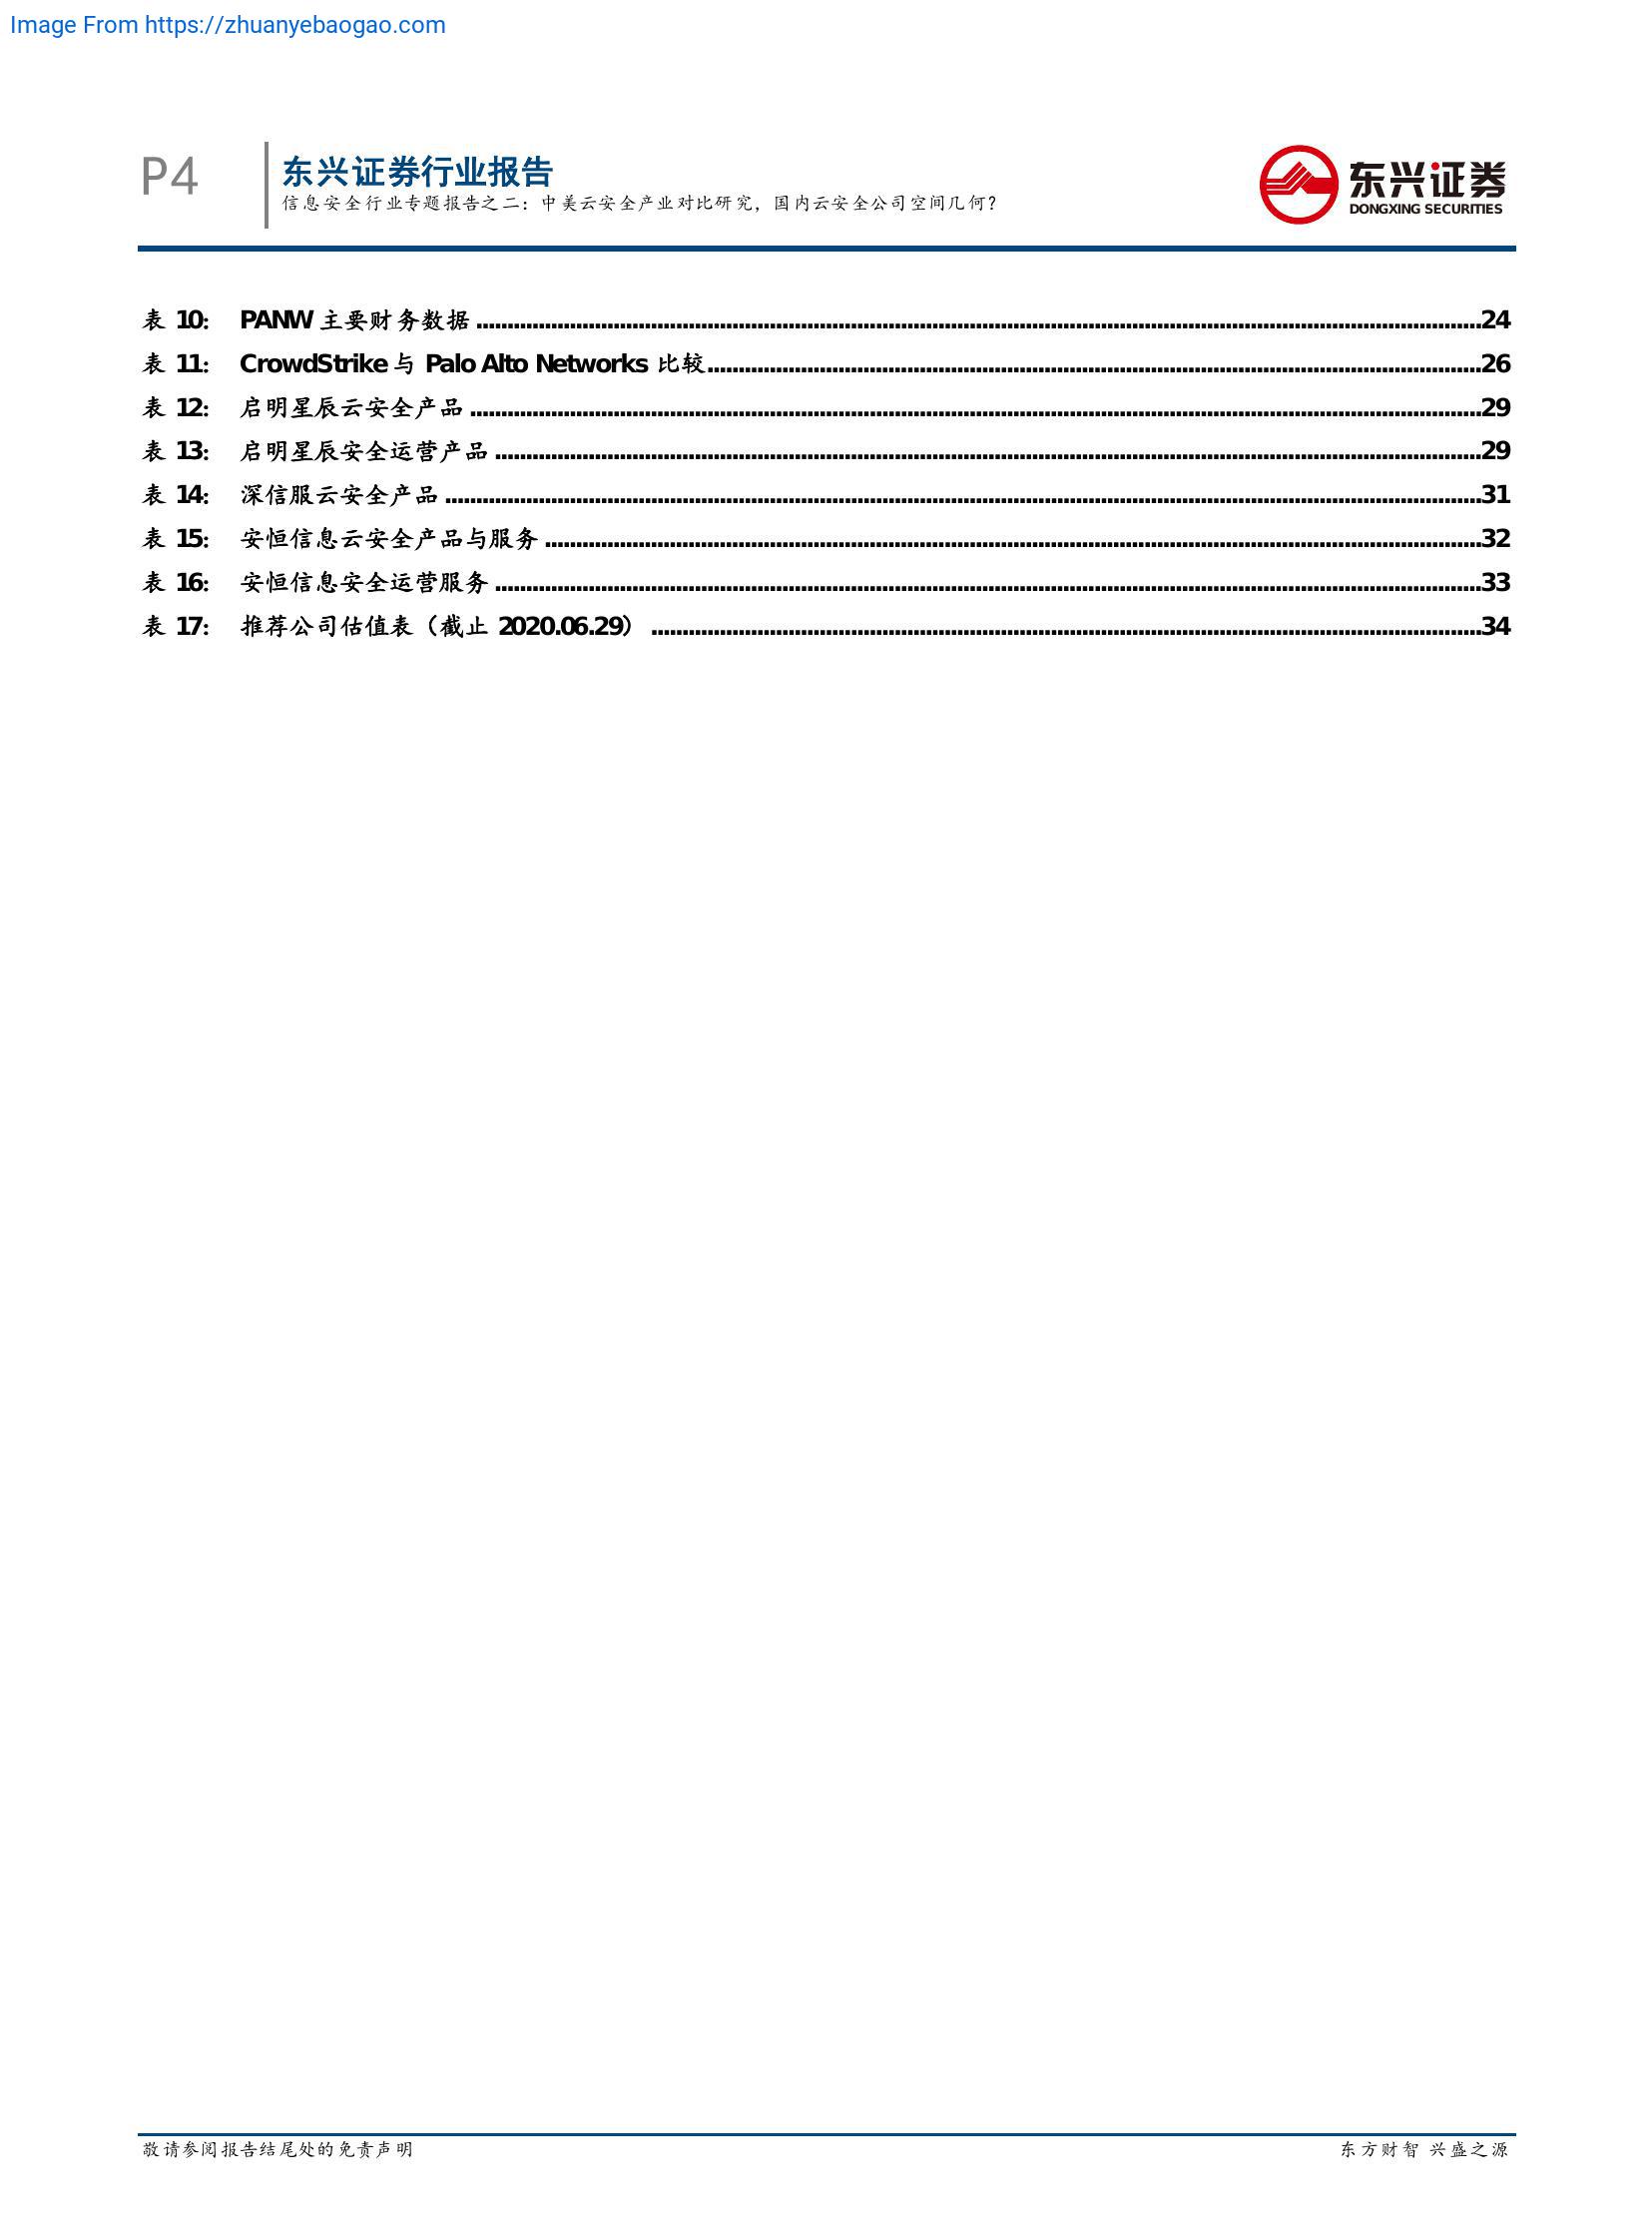 Image From https://zhuanyebaogao.com
P4
东兴证券行业报告
信息安全行业专题报告之二：中美云安全产业对比研究，国内云安全公司空间几何？
东兴证券
DONGXING SECURITIES
表 10： PANW 主要财务数据 ........................................ 24
表 11： CrowdStrike 与 Palo Alto Networks 比较 ........................................ 26
表 12： 启明星辰云安全产品 ........................................ 29
表 13： 启明星辰安全运营产品 ........................................ 29
表 14： 深信服云安全产品 ........................................ 31
表 15： 安恒信息云安全产品与服务 ........................................ 32
表 16： 安恒信息安全运营服务 ........................................ 33
表 17： 推荐公司估值表（截止 2020.06.29） ........................................ 34
敬请参阅报告结尾处的免责声明
东方财智 兴盛之源